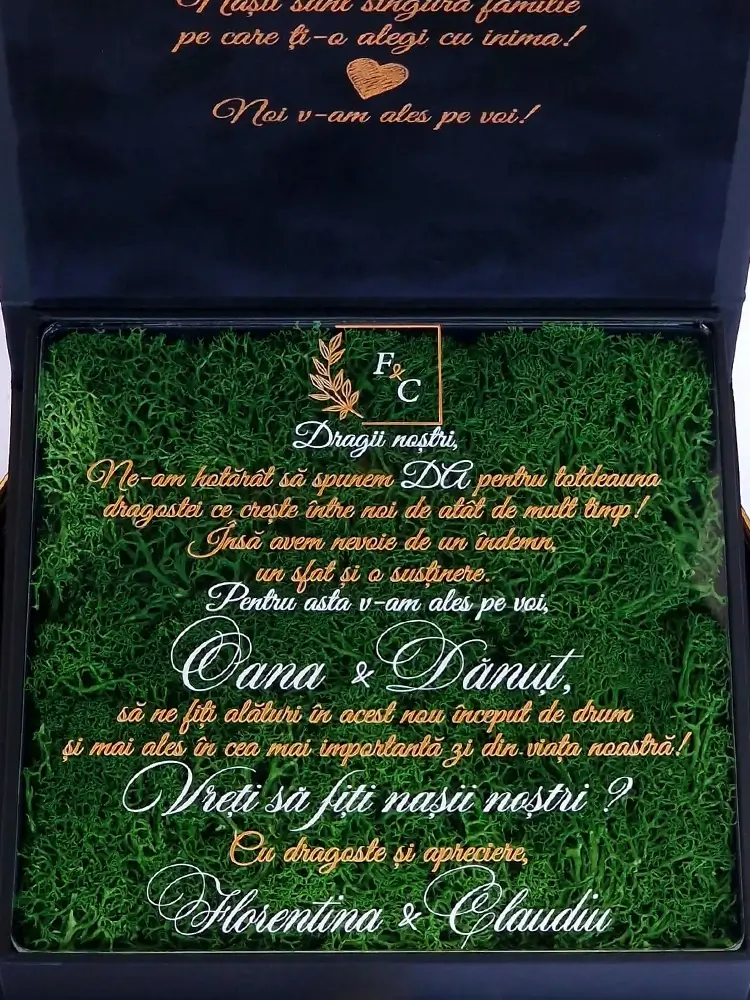 Nașii sunt singura familie
pe care ți-o alegi cu inima!
Noi v-am ales pe voi!
F&C
Dragii noștri,
Ne-am hotărât să spunem DA pentru totdeauna
dragostei ce crește între noi de atât de mult timp!
Însă avem nevoie de un îndemn,
un sfat și o susținere.
Pentru asta v-am ales pe voi,
Oana & Dănuț,
să ne fiți alături în acest nou început de drum
și mai ales în cea mai importantă zi din viața noastră!
Vreți să fiți nașii noștri ?
Cu dragoste și apreciere,
Florentina & Claudiu